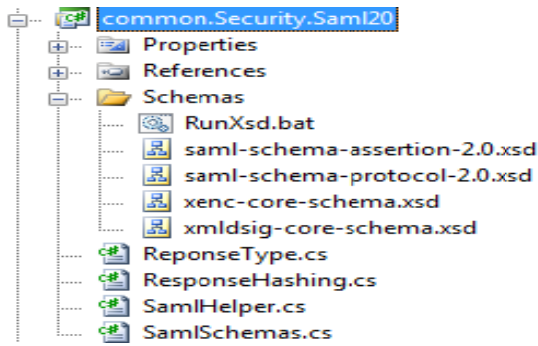 common.Security.Saml20
Properties
References
Schemas
RunXsd.bat
saml-schema-assertion-2.0.xsd
saml-schema-protocol-2.0.xsd
xenc-core-schema.xsd
xmldsig-core-schema.xsd
ReponseType.cs
ResponseHashing.cs
SamlHelper.cs
SamlSchemas.cs